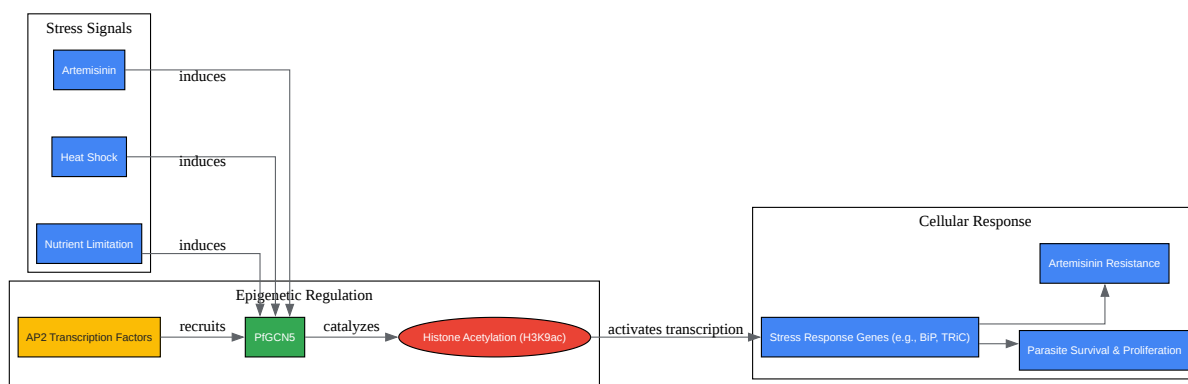 Stress Signals
Artemisinin
induces
Heat Shock
induces
Nutrient Limitation
induces
Epigenetic Regulation
AP2 Transcription Factors
recruits
PfGCN5
catalyzes
Histone Acetylation (H3K9ac)
activates transcription
Cellular Response
Artemisinin Resistance
Stress Response Genes (e.g., BiP, TRiC)
Parasite Survival & Proliferation